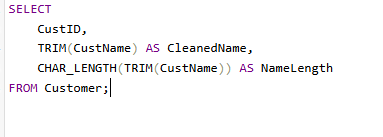 SELECT
    CustID,
    TRIM(CustName) AS CleanedName,
    CHAR_LENGTH(TRIM(CustName)) AS NameLength
FROM Customer;